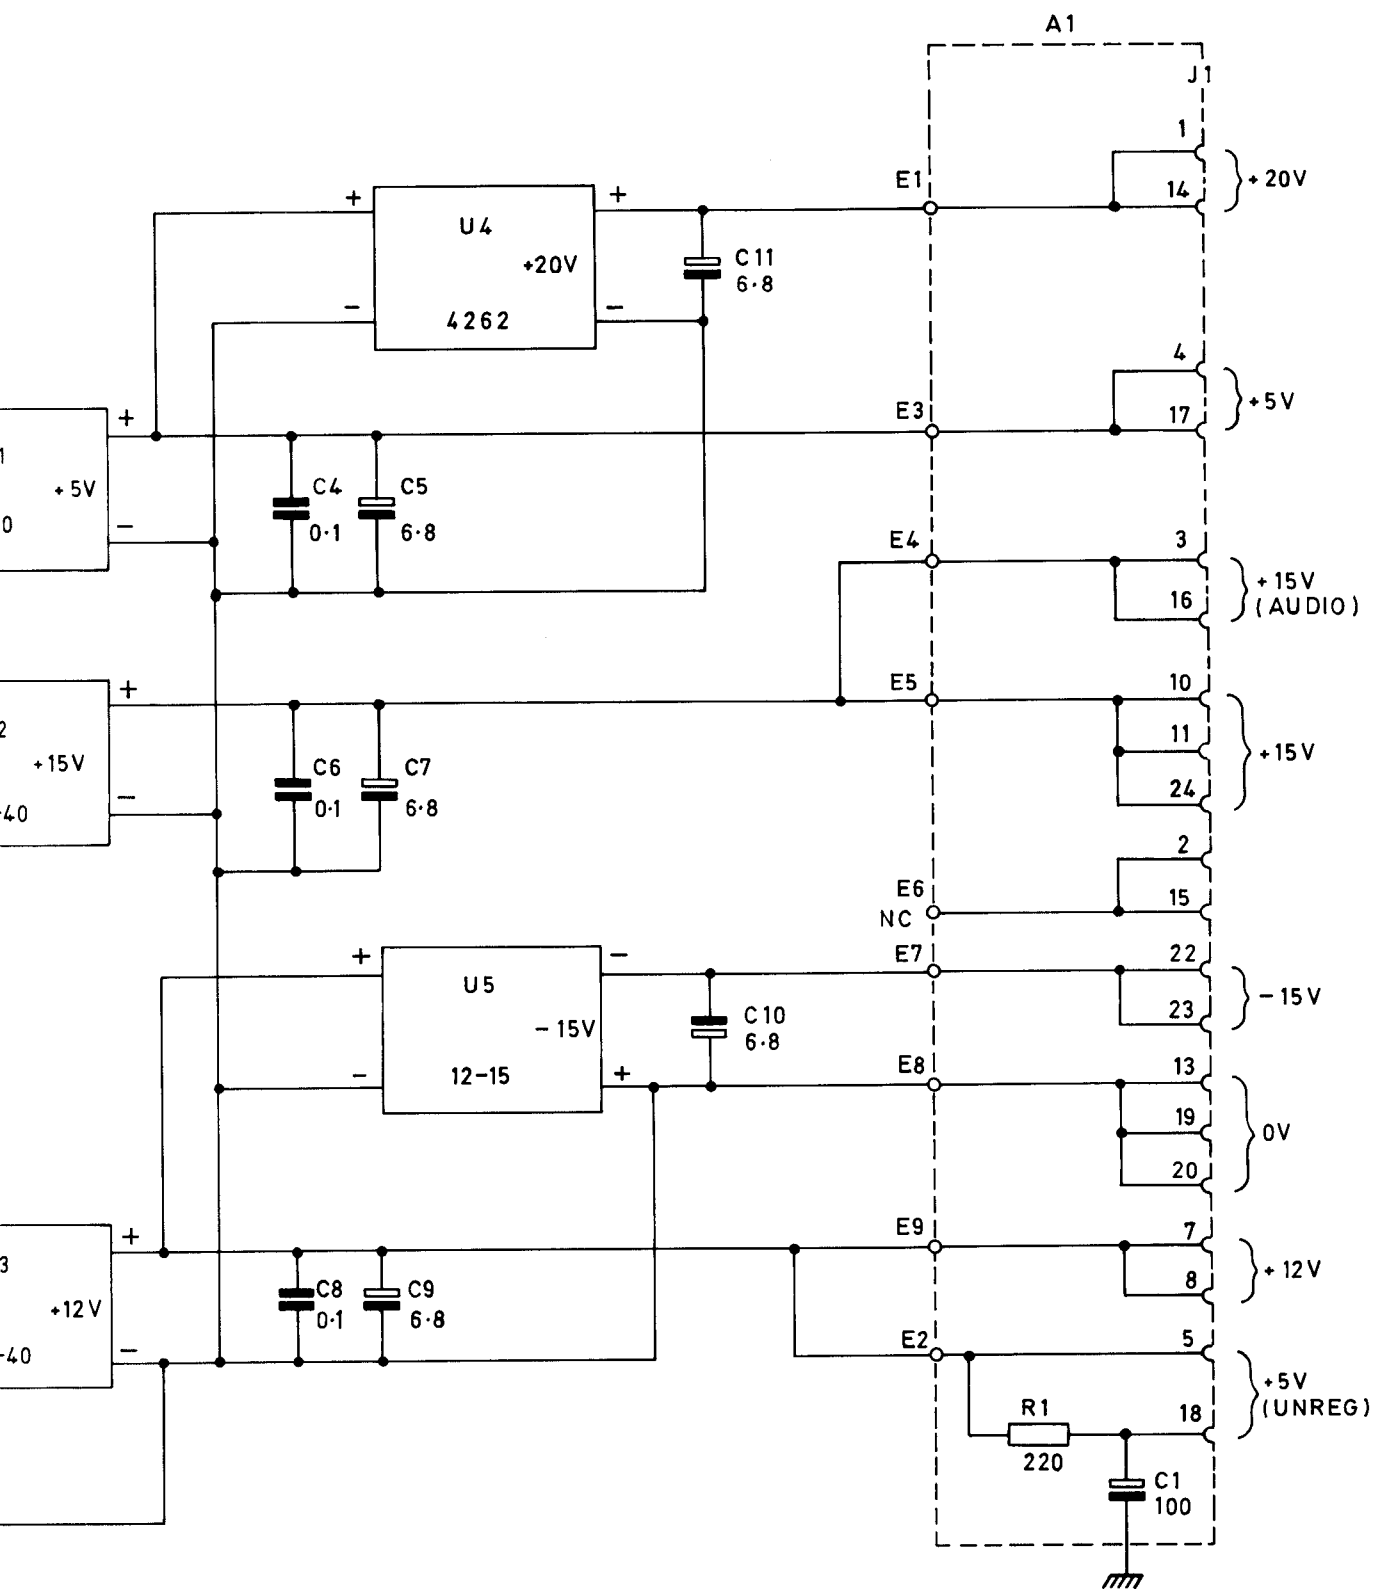 A1
J1
1
+20V
14
E1
+ U4 +
+20V
C11
6·8
- 4262 -
4
+5V
17
E3
+
1
+5V
0
-
C4
0·1
C5
6·8
E4
3
+15V
(AUDIO)
16
E5
10
11
+15V
24
+
2
+15V
-40
-
C6
0·1
C7
6·8
2
E6
NC
15
E7
22
-15V
23
+ U5 -
-15V
- 12-15 +
C10
6·8
E8
13
19
0V
20
E9
7
+12V
8
+
3
+12V
-40
-
C8
0·1
C9
6·8
E2
5
+5V
(UNREG)
18
R1
220
C1
100